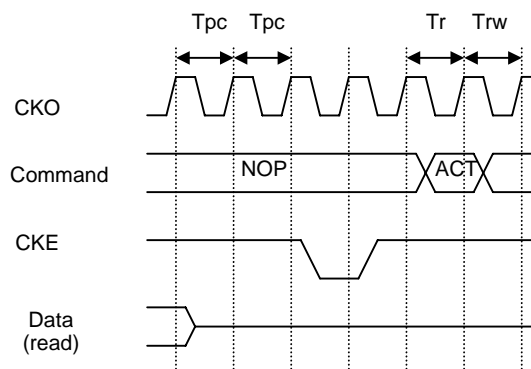 Tpc Tpc Tr Trw
CKO
Command NOP ACT
CKE
Data
(read)